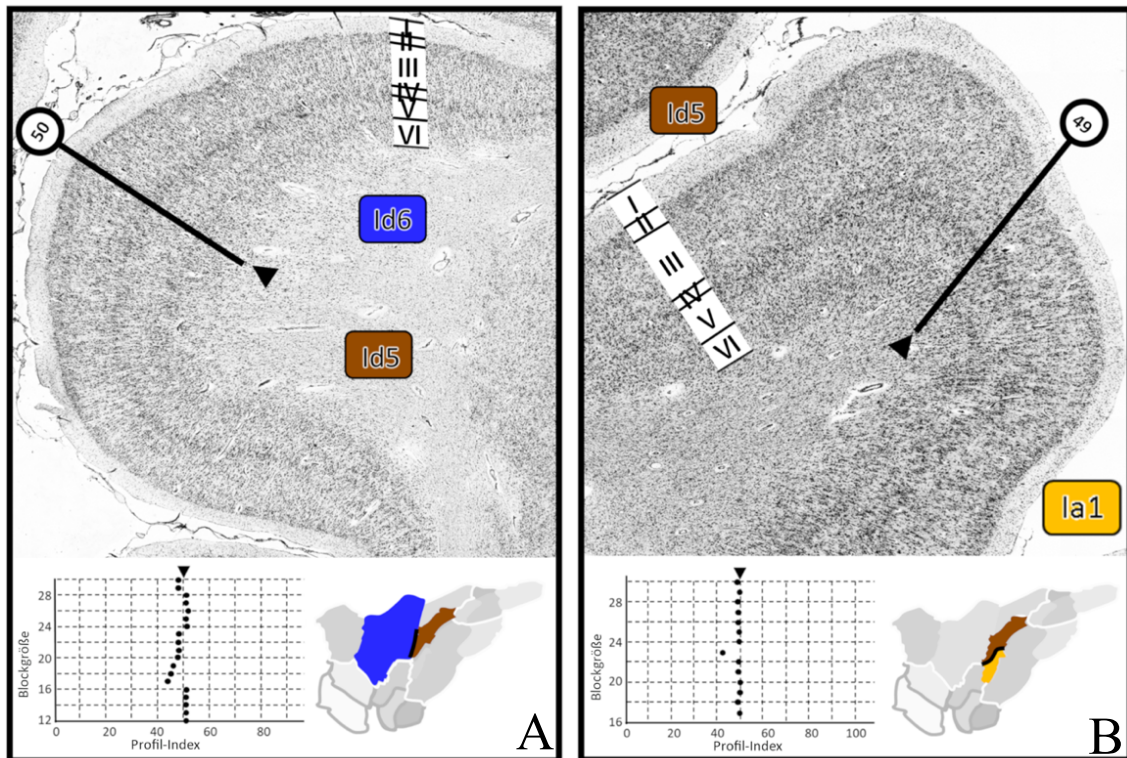 I
II
III
IV
V
VI
50
Id6
Id5
28
24
20
16
12
0
20
40
60
80
Blockgröße
Profil-Index
A
Id5
49
I
II
III
IV
V
VI
Ia1
28
24
20
16
0
20
40
60
80
100
Blockgröße
Profil-Index
B